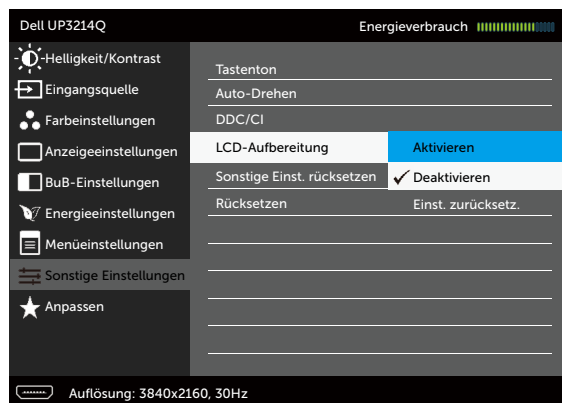 Dell UP3214Q
Energieverbrauch
Helligkeit/Kontrast
Eingangsquelle
Farbeinstellungen
Anzeigeeinstellungen
BuB-Einstellungen
Energieeinstellungen
Menüeinstellungen
Sonstige Einstellungen
Anpassen
Tastenton
Auto-Drehen
DDC/CI
LCD-Aufbereitung
Aktivieren
Sonstige Einst. rücksetzen
Deaktivieren
Rücksetzen
Einst. zurücksetz.
Auflösung: 3840x2160, 30Hz